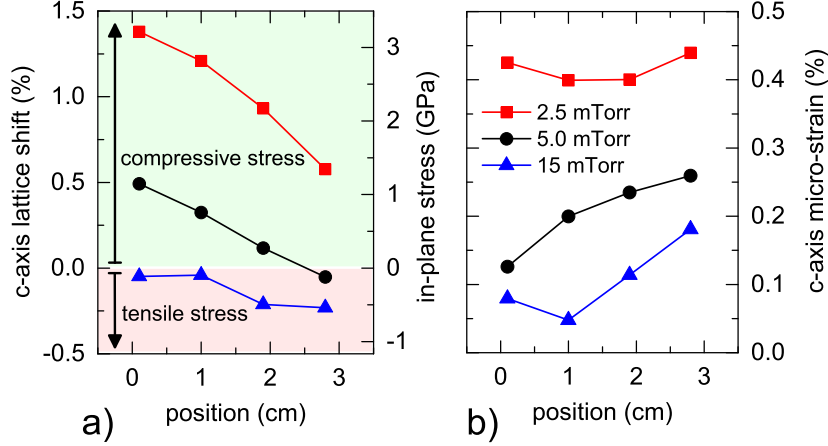 1.5
1.0
0.5
0.0
-0.5
c-axis lattice shift (%)
compressive stress
tensile stress
3
2
1
0
-1
in-plane stress (GPa)
0 1 2 3
position (cm)
a)
2.5 mTorr
5.0 mTorr
15 mTorr
0.5
0.4
0.3
0.2
0.1
0.0
c-axis micro-strain (%)
0 1 2 3
position (cm)
b)